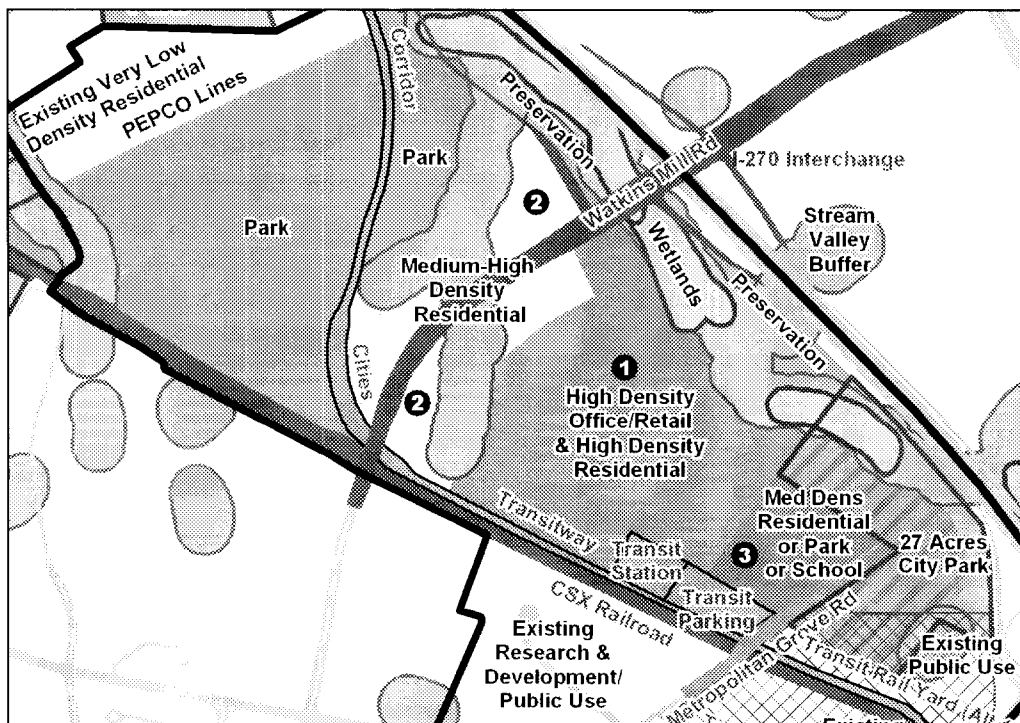 Existing Very Low
Density Residential
PEPCO Lines
Corridor
Park
Preservation
Watkins Mill Rd
I-270 Interchange
Park
2
Stream
Valley
Buffer
Wetlands
Preservation
Medium-High
Density
Residential
Cities
2
1
High Density
Office/Retail
& High Density
Residential
Transitway
Med Dens
Residential
or Park
or School
27 Acres
City Park
3
Transit
Station
Transit
Parking
CSX Railroad
Existing
Research &
Development/
Public Use
Metropolitan Grove Rd
Existing
Public Use
Transit Rail Yard